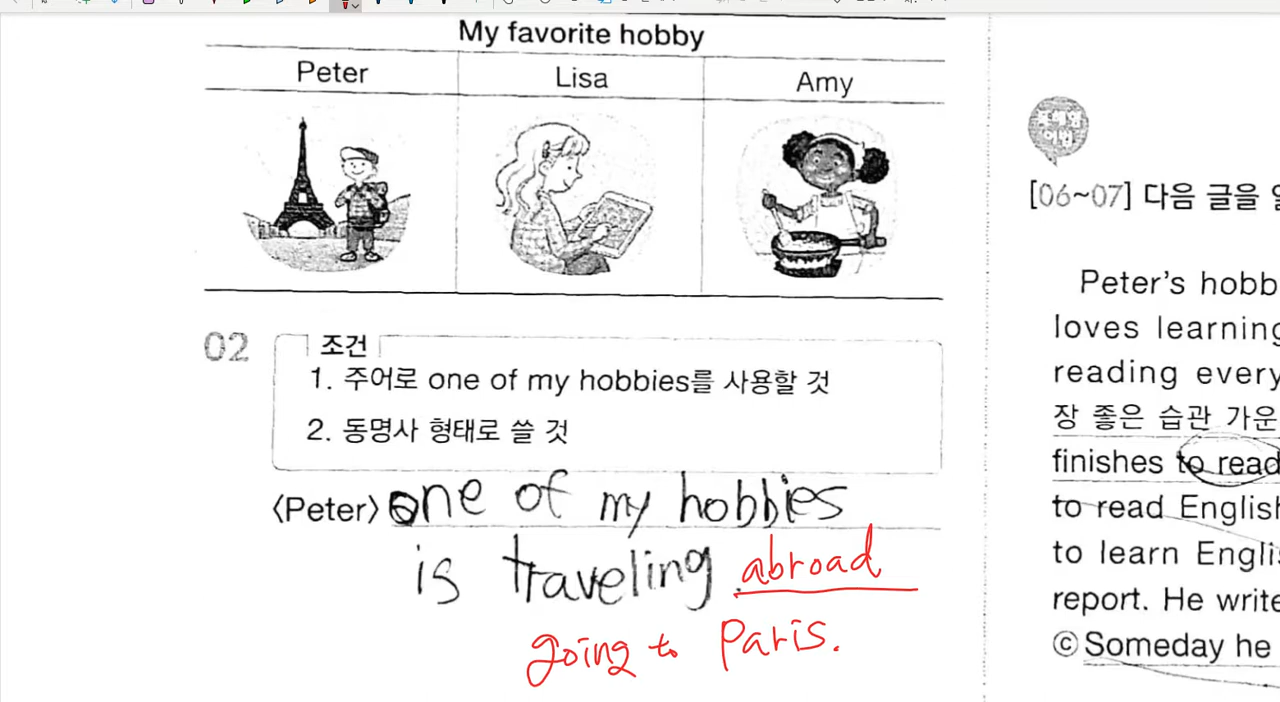 My favorite hobby
Peter
Lisa
Amy
02
조건
1. 주어로 one of my hobbies를 사용할 것
2. 동명사 형태로 쓸 것
〈Peter〉 one of my hobbies
is traveling abroad
going to Paris.
[06~07] 다음 글을
Peter's hobb
loves learning
reading every
장 좋은 습관 가운
finishes to read
to read English
to learn Englis
report. He write
ⓒ Someday he